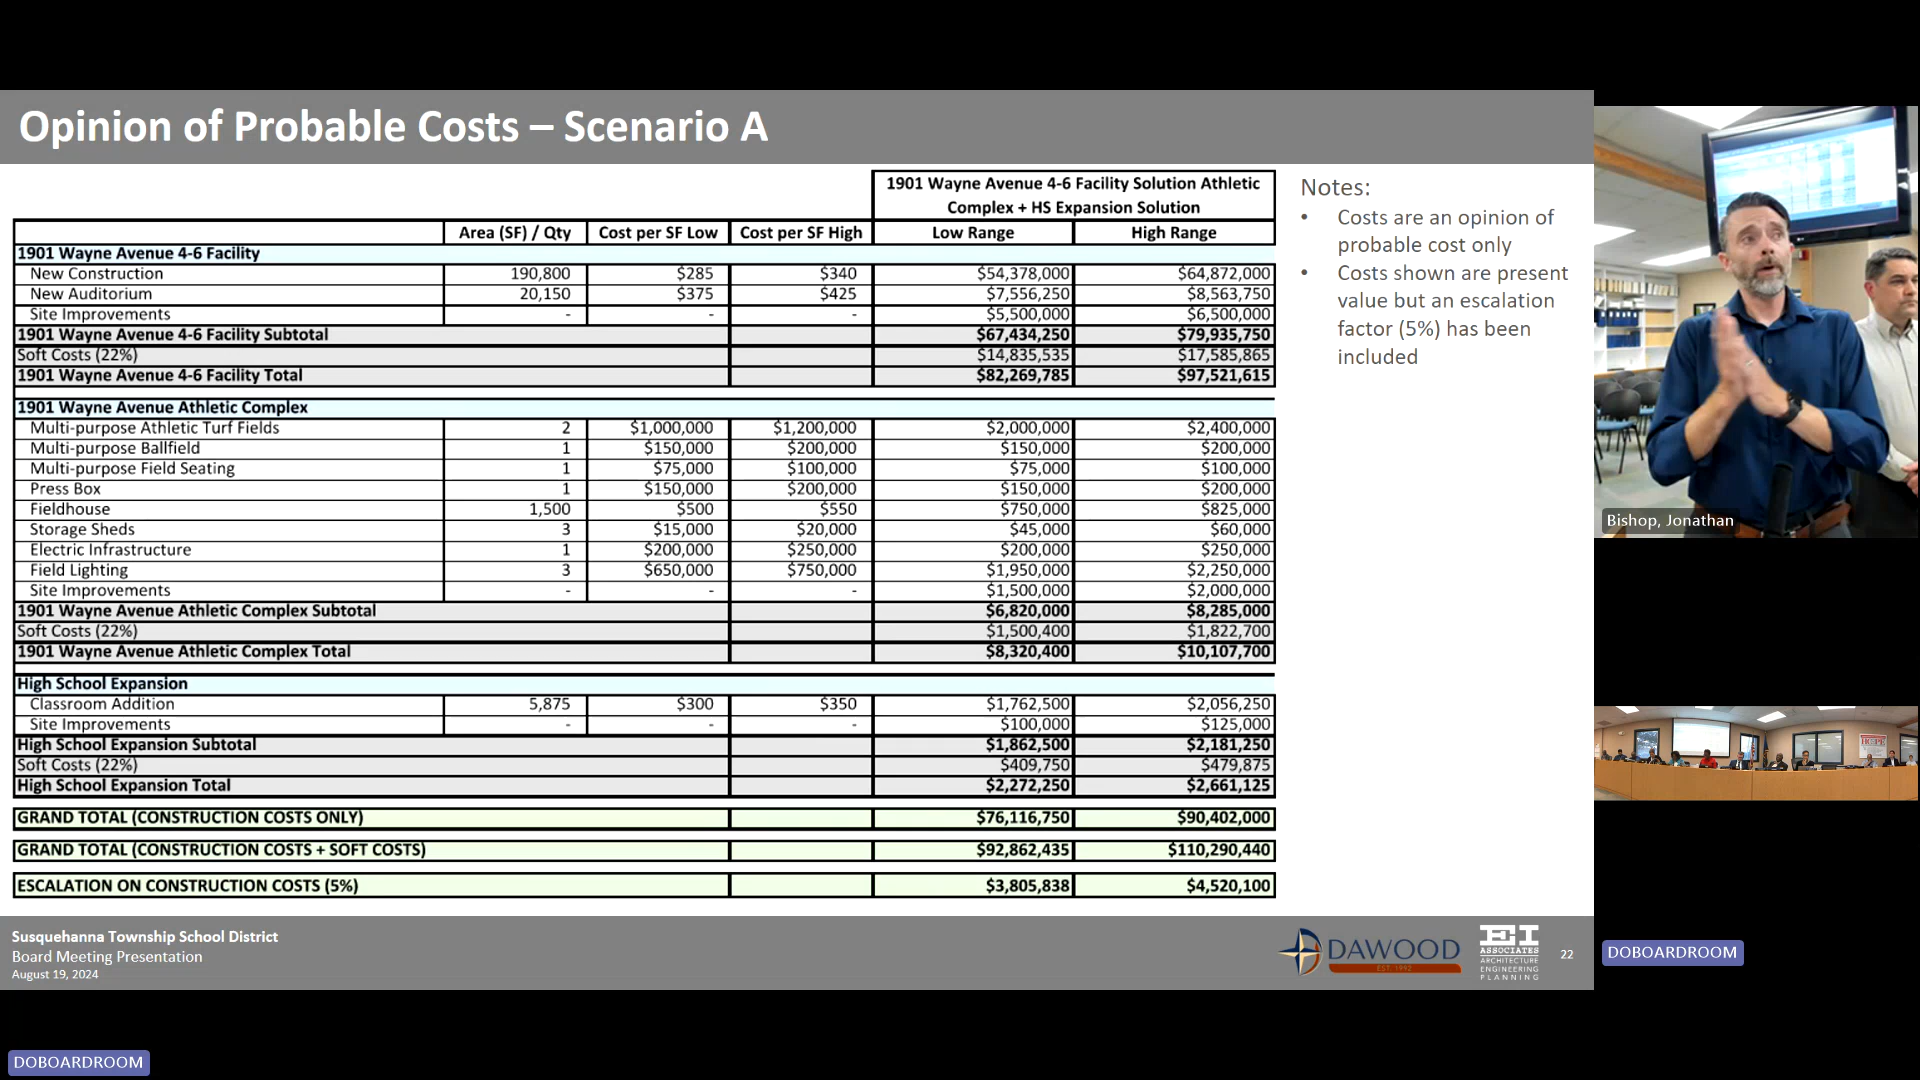 Opinion of Probable Costs – Scenario A
1901 Wayne Avenue 4-6 Facility Solution Athletic
Complex + HS Expansion Solution
Area (SF) / Qty Cost per SF Low Cost per SF High Low Range High Range
1901 Wayne Avenue 4-6 Facility
New Construction 190,800 $285 $340 $54,378,000 $64,872,000
New Auditorium 20,150 $375 $425 $7,556,250 $8,563,750
Site Improvements - - - $5,500,000 $6,500,000
1901 Wayne Avenue 4-6 Facility Subtotal $67,434,250 $79,935,750
Soft Costs (22%) $14,835,535 $17,585,865
1901 Wayne Avenue 4-6 Facility Total $82,269,785 $97,521,615
1901 Wayne Avenue Athletic Complex
Multi-purpose Athletic Turf Fields 2 $1,000,000 $1,200,000 $2,000,000 $2,400,000
Multi-purpose Ballfield 1 $150,000 $200,000 $150,000 $200,000
Multi-purpose Field Seating 1 $75,000 $100,000 $75,000 $100,000
Press Box 1 $150,000 $200,000 $150,000 $200,000
Fieldhouse 1,500 $500 $550 $750,000 $825,000
Storage Sheds 3 $15,000 $20,000 $45,000 $60,000
Electric Infrastructure 1 $200,000 $250,000 $200,000 $250,000
Field Lighting 3 $650,000 $750,000 $1,950,000 $2,250,000
Site Improvements - - - $1,500,000 $2,000,000
1901 Wayne Avenue Athletic Complex Subtotal $6,820,000 $8,285,000
Soft Costs (22%) $1,500,400 $1,822,700
1901 Wayne Avenue Athletic Complex Total $8,320,400 $10,107,700
High School Expansion
Classroom Addition 5,875 $300 $350 $1,762,500 $2,056,250
Site Improvements - - - $100,000 $125,000
High School Expansion Subtotal $1,862,500 $2,181,250
Soft Costs (22%) $409,750 $479,875
High School Expansion Total $2,272,250 $2,661,125
GRAND TOTAL (CONSTRUCTION COSTS ONLY) $76,116,750 $90,402,000
GRAND TOTAL (CONSTRUCTION COSTS + SOFT COSTS) $92,862,435 $110,290,440
ESCALATION ON CONSTRUCTION COSTS (5%) $3,805,838 $4,520,100
Notes:
• Costs are an opinion of
probable cost only
• Costs shown are present
value but an escalation
factor (5%) has been
included
Bishop, Jonathan
Susquehanna Township School District
Board Meeting Presentation
August 19, 2024
DAWOOD
EST. 1992
EI
ASSOCIATES
ARCHITECTURE
ENGINEERING
PLANNING
22
DOBOARDROOM
DOBOARDROOM